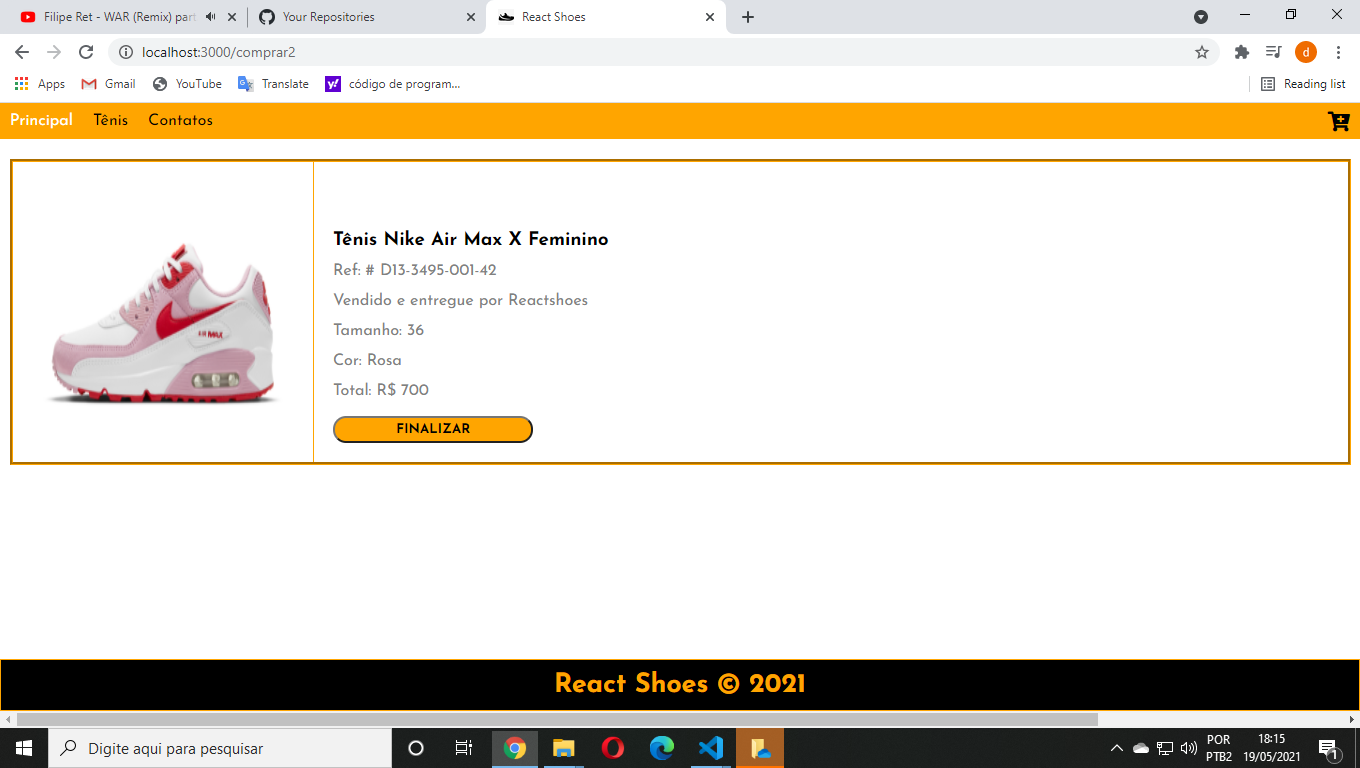 Filipe Ret - WAR (Remix) part
Your Repositories
React Shoes
localhost:3000/comprar2
d
Apps
Gmail
YouTube
Translate
código de program...
Reading list
Principal
Tênis
Contatos
AIR MAX
Tênis Nike Air Max X Feminino
Ref: # D13-3495-001-42
Vendido e entregue por Reactshoes
Tamanho: 36
Cor: Rosa
Total: R$ 700
FINALIZAR
React Shoes © 2021
Digite aqui para pesquisar
POR
PTB2
18:15
19/05/2021
1